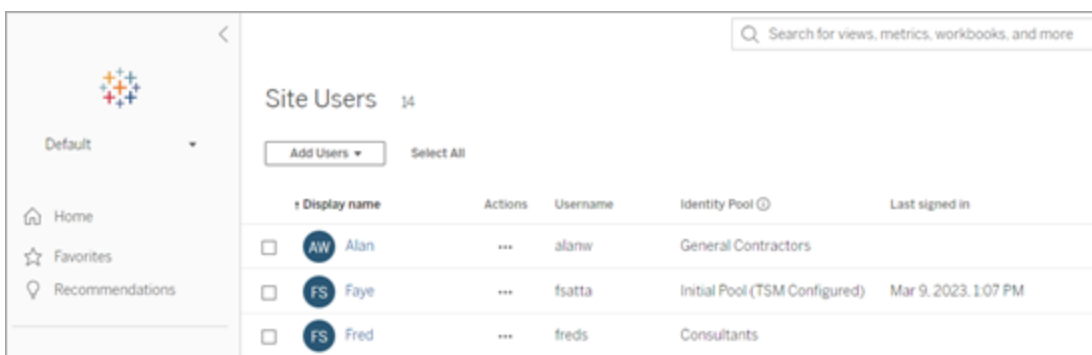 Search for views, metrics, workbooks, and more
Site Users 14
Default
Add Users Select All
Display name Actions Username Identity Pool Last signed in
Home
AW Alan ... alanw General Contractors
Favorites
FS Faye ... fsatta Initial Pool (TSM Configured) Mar 9, 2023, 1:07 PM
Recommendations
FS Fred ... freds Consultants